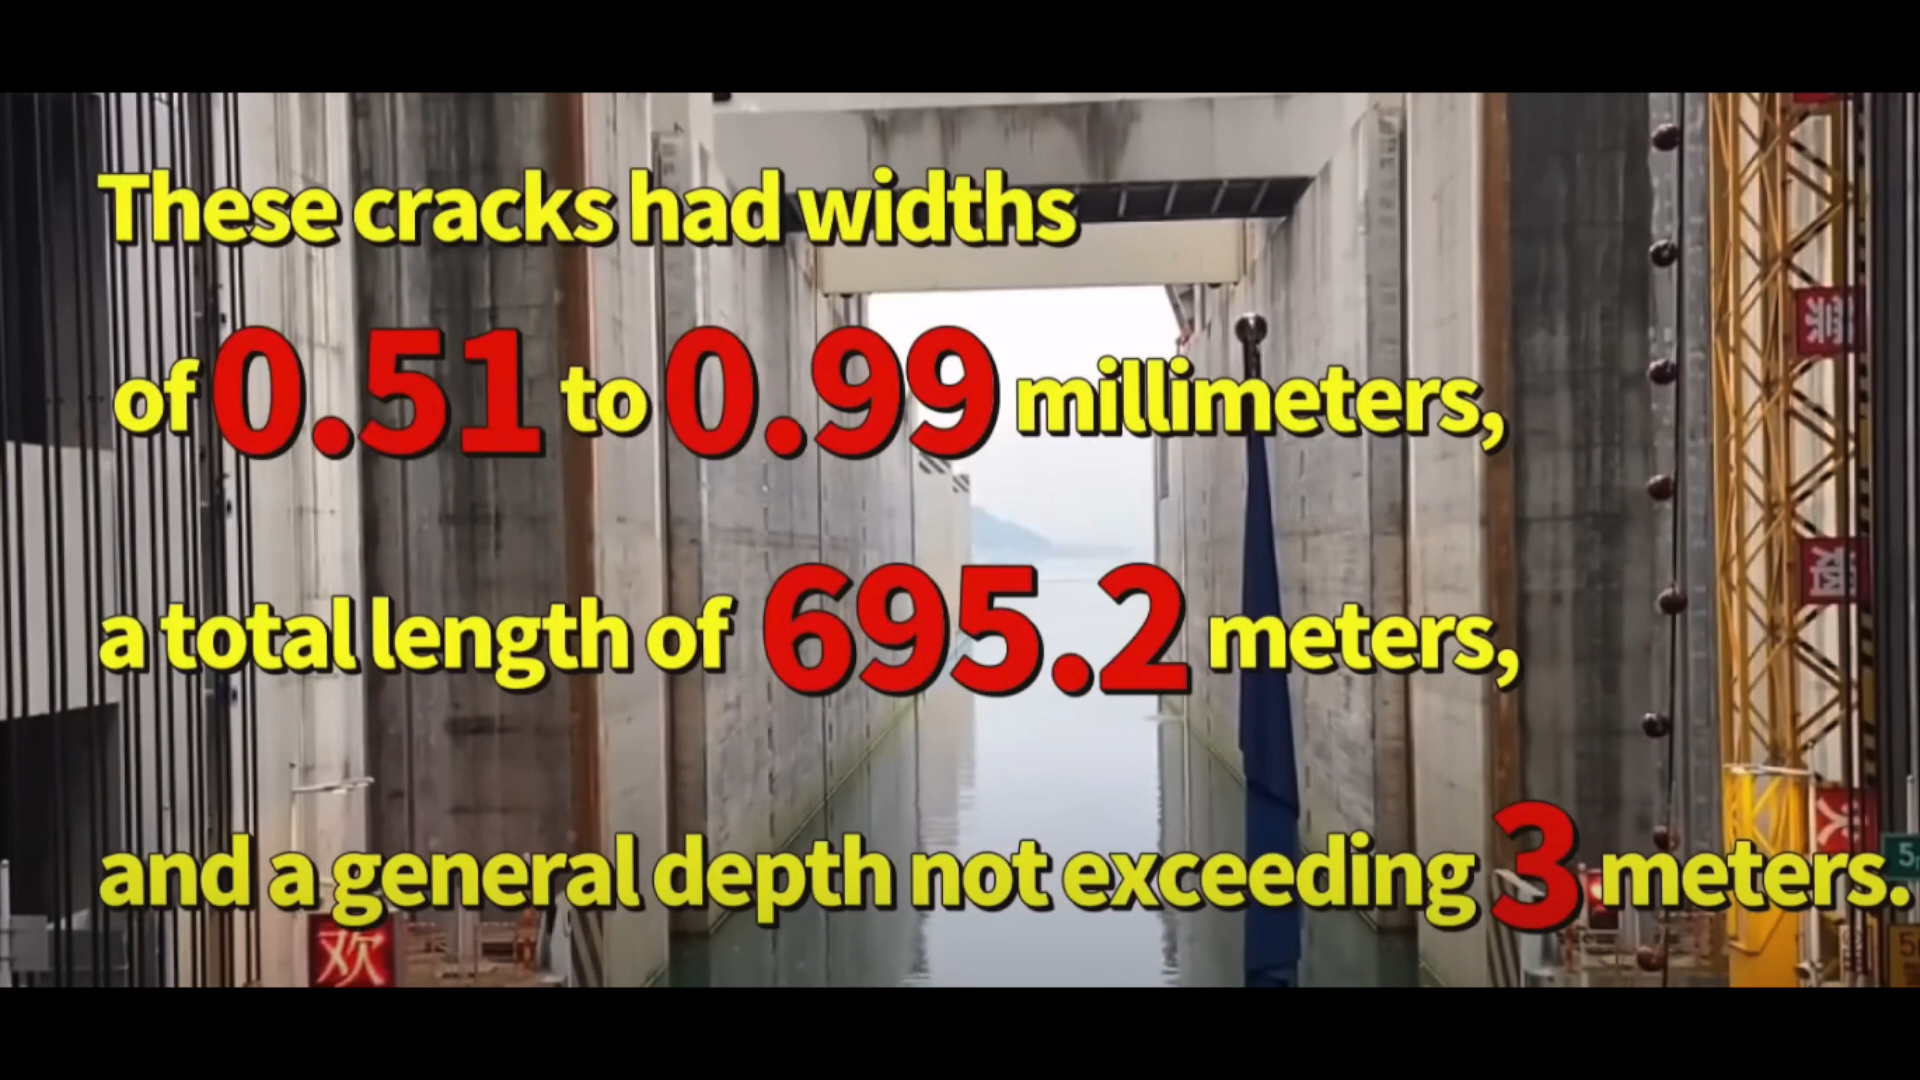 These cracks had widths
of 0.51 to 0.99 millimeters,
a total length of 695.2 meters,
and a general depth not exceeding 3 meters.
欢
5